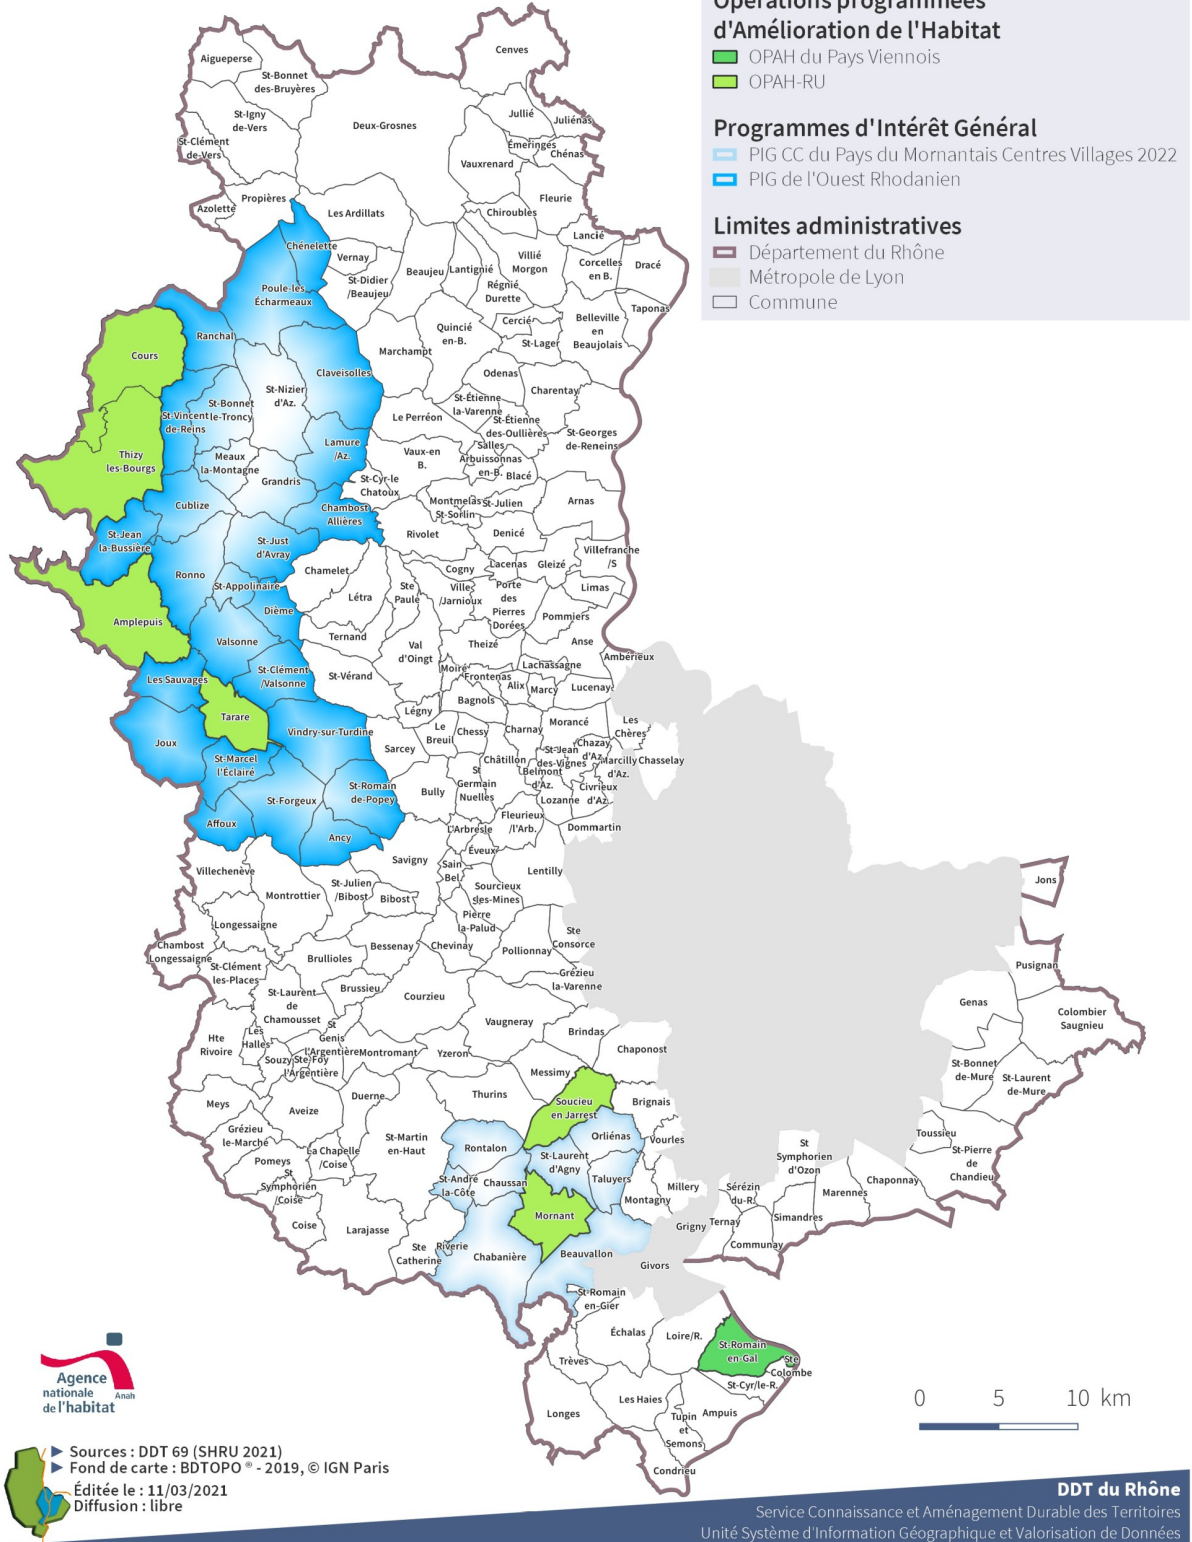 Opérations programmées
d'Amélioration de l'Habitat
OPAH du Pays Viennois
OPAH-RU
Programmes d'Intérêt Général
PIG CC du Pays du Mornantais Centres Villages 2022
PIG de l'Ouest Rhodanien
Limites administratives
Département du Rhône
Métropole de Lyon
Commune
Aigueperse
Cenves
St-Bonnet
des-Bruyères
St-Igny
de-Vers
Deux-Grosnes
Jullié
Juliénas
St-Clément
de-Vers
Émeringes
Chénas
Vauxrenard
Propières
Azolette
Les Ardillats
Chiroubles
Fleurie
Lancié
Chénelette
Vernay
Villié
Morgon
Corcelles
en B.
Dracé
Beaujeu
Lantignié
St-Didier
/Beaujeu
Régnié
Durette
Poule-les
Écharmeaux
Taponas
Ranchal
Quincié
en-B.
Cercié
St-Lager
Belleville
en
Beaujolais
Cours
Marchampt
Claveisolles
Odenas
Charentay
St-Nizier
d'Az.
St-Bonnet
le-Troncy
St-Vincent
de-Reins
Le Perréon
St-Étienne
la-Varenne
St-Étienne
des-Oullières
St-Georges
de-Reneins
Lamure
/Az.
Vaux-en
B.
Salles
Arbuissonnas
en-B.
Blacé
Thizy
les-Bourgs
Meaux
la-Montagne
Grandris
St-Cyr-le
Chatoux
Montmelas
St-Sorlin
St-Julien
Arnas
Cublize
Chambost
Allières
St-Jean
la-Bussière
St-Just
d'Avray
Rivolet
Denicé
Villefranche
/S
Ronno
Chamelet
Cogny
Lacenas
Gleizé
St-Appolinaire
Létra
Ste
Paule
Ville
/Jarnioux
Porte
des
Pierres
Dorées
Limas
Dième
Pommiers
Amplepuis
Valsonne
Ternand
Val
d'Oingt
Theizé
Anse
Ambérieux
Les Sauvages
St-Clément
/Valsonne
St-Vérand
Moiré
Frontenas
Lachassagne
Alix
Marcy
Lucenay
Bagnols
Tarare
Légny
Vindry-sur-Turdine
Le
Breuil
Chessy
Charnay
Morancé
Les
Chères
Joux
Sarcey
Châtillon
St-Jean
des-Vignes
Chazay
d'Az.
Marcilly
d'Az.
Chasselay
St-Marcel
l'Éclairé
Belmont
d'Az.
St
Germain
Nuelles
Civrieux
d'Az.
St-Forgeux
St-Romain
de-Popey
Bully
Lozanne
Fleurieux
/l'Arb.
Dommartin
Affoux
Ancy
L'Arbresle
Éveux
Savigny
Sain
Bel
Lentilly
Villechenève
Montrottier
St-Julien
/Bibost
Bibost
Sourcieux
des-Mines
Jons
Longessaigne
Pierre
la-Palud
Chambost
Longessaigne
Bessenay
Chevinay
Pollionnay
Ste
Consorce
St-Clément
les-Places
Brullioles
Grézieu
la-Varenne
Pusignan
St-Laurent
de
Chamousset
Brussieu
Courzieu
Genas
Colombier
Saugnieu
Hte
Rivoire
Les
Halles
St
Genis
l'Argentière
Montromant
Yzeron
Vaugneray
Brindas
Chaponost
Souzy
Ste-Foy
l'Argentière
Messimy
St-Bonnet
de-Mure
St-Laurent
de-Mure
Meys
Aveize
Duerne
Thurins
Soucieu
en Jarrest
Brignais
Grézieu
le-Marché
St-Martin
en-Haut
Orliénas
Vourles
Toussieu
La Chapelle
/Coise
Rontalon
St
Symphorien
d'Ozon
St-Pierre
de
Chandieu
Pomeys
St
Symphorien
/Coise
St-Laurent
d'Agny
St-André
la-Côte
Chaussan
Taluyers
Chaponnay
Millery
Sérézin
du-R.
Marennes
Montagny
Coise
Larajasse
Mornant
Grigny
Ternay
Simandres
Ste
Catherine
Riverie
Chabanière
Beauvallon
Communay
Givors
St-Romain
en-Gier
Échalas
Loire/R.
St-Romain
en-Gal
Ste
Colombe
Trèves
St-Cyr/le-R.
Les Haies
Longes
Tupin
et
Semons
Ampuis
Condrieu
0 5 10 km
Agence
nationale
de l'habitat
Anah
Sources : DDT 69 (SHRU 2021)
Fond de carte : BDTOPO ® - 2019, © IGN Paris
Éditée le : 11/03/2021
Diffusion : libre
DDT du Rhône
Service Connaissance et Aménagement Durable des Territoires
Unité Système d'Information Géographique et Valorisation de Données